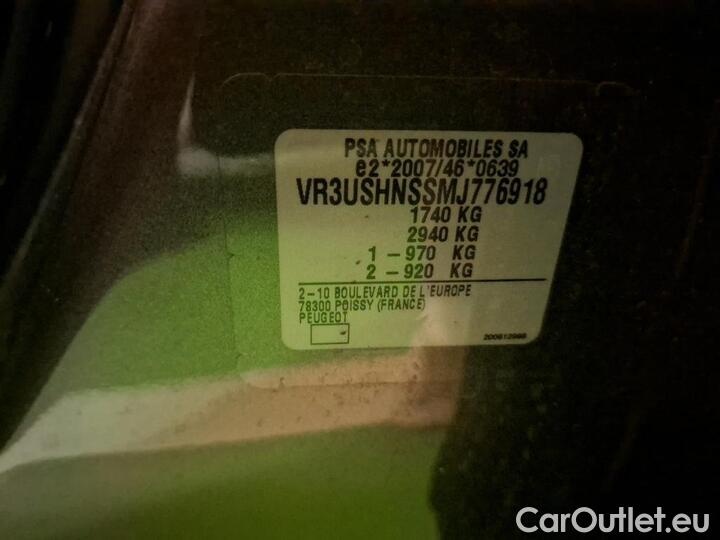 PSA AUTOMOBILES SA
e2*2007/46*0639
VR3USHNSSMJ776918
1740 KG
2940 KG
1 -970 KG
2 -920 KG
2-10 BOULEVARD DE L'EUROPE
78300 POISSY (FRANCE)
PEUGEOT
CarOutlet.eu